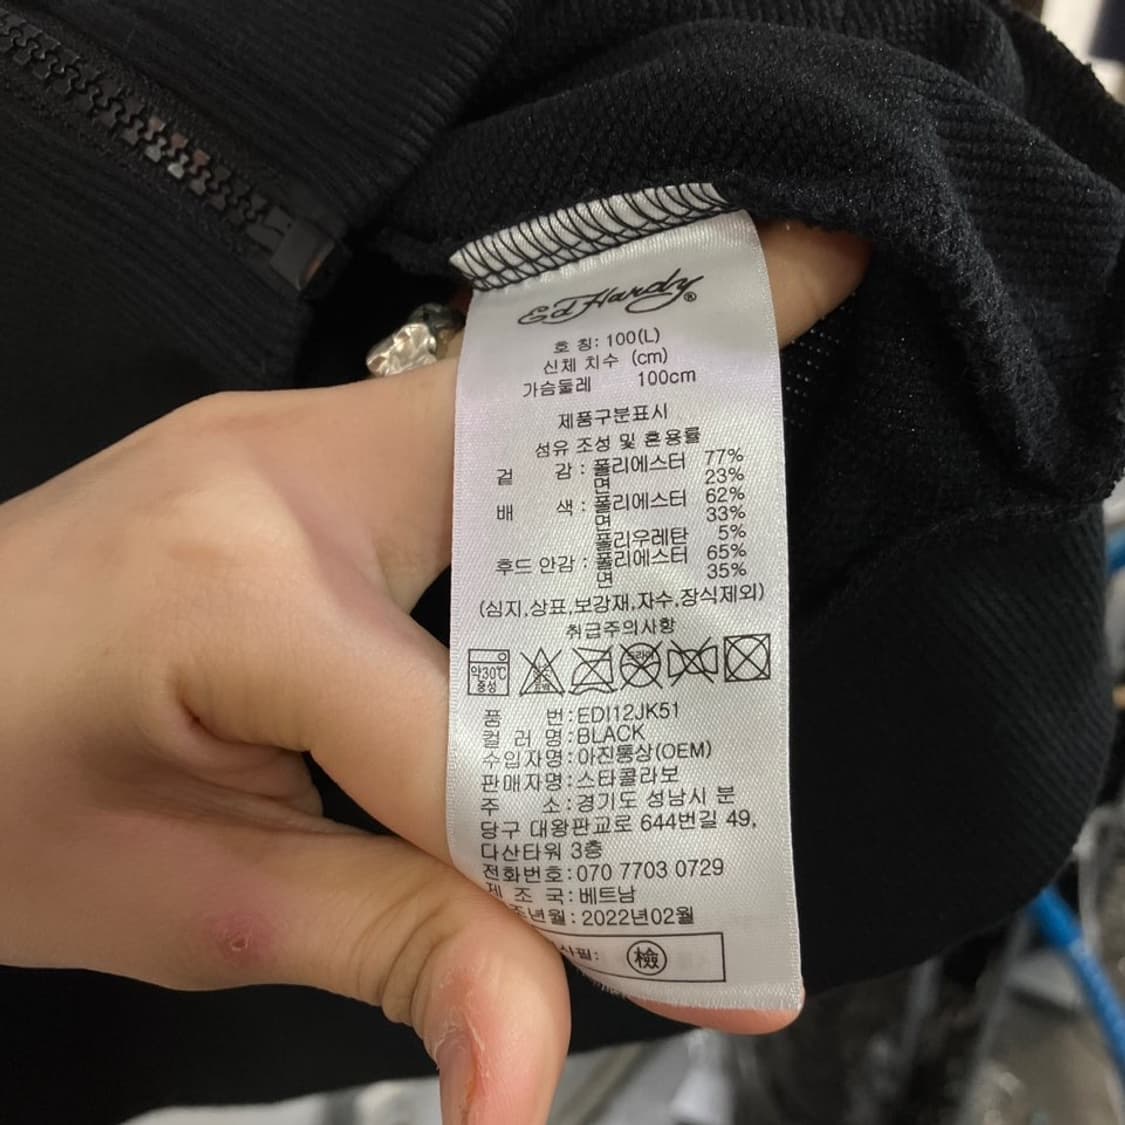 Ed Hardy®
호 칭: 100(L)
신체 치수 (cm)
가슴둘레 100cm
제품구분표시
섬유 조성 및 혼용률
겉 감 : 폴리에스터 77%
면 23%
배 색 : 폴리에스터 62%
면 33%
폴리우레탄 5%
후드 안감 : 폴리에스터 65%
면 35%
(심지,상표,보강재,자수,장식제외)
취급주의사항
약30℃
중성
품 번:EDI12JK51
컬 러 명:BLACK
수입자명:아진통상(OEM)
판매자명:스타콜라보
주 소:경기도 성남시 분
당구 대왕판교로 644번길 49,
다산타워 3층
전화번호:070 7703 0729
제 조 국:베트남
조년월:2022년02월
사필: 檢